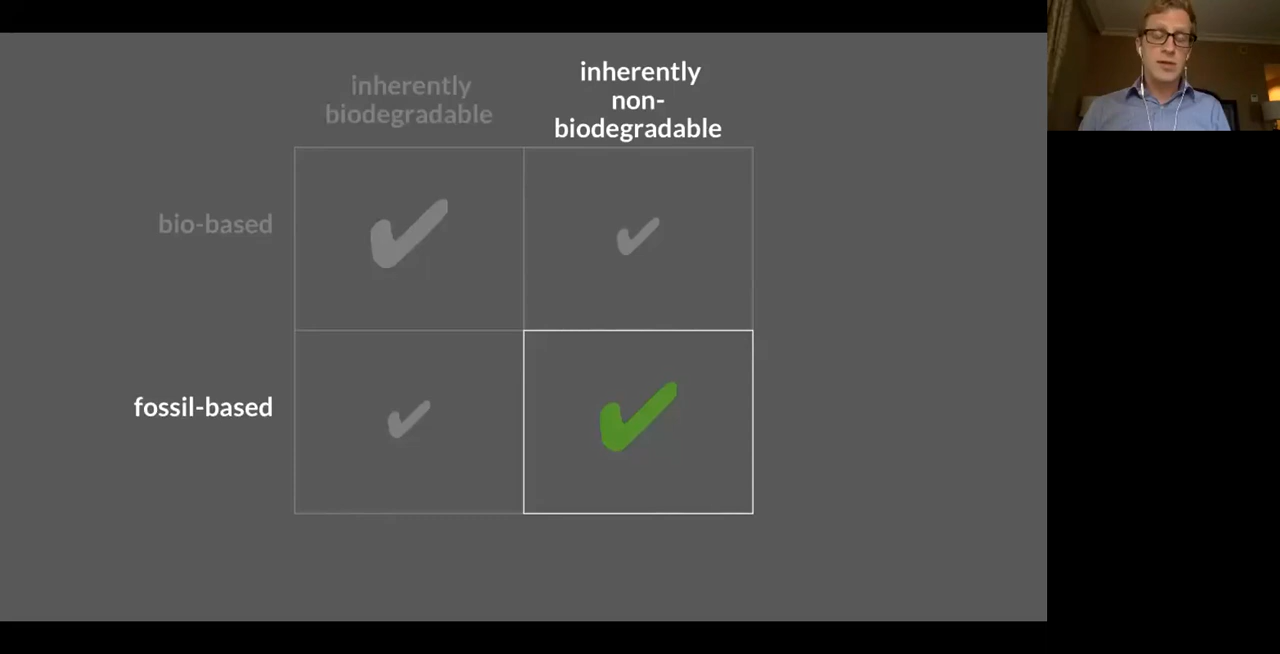 inherently
biodegradable
inherently
non-
biodegradable
bio-based
fossil-based